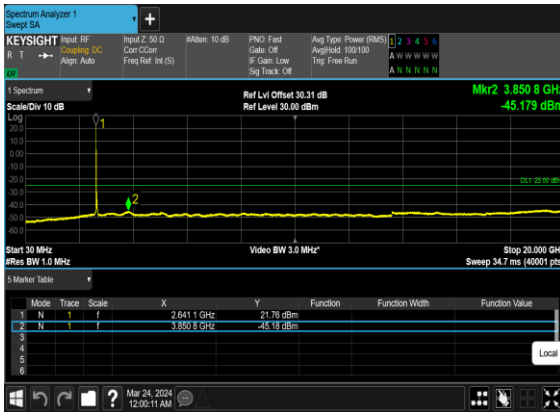 Spectrum Analyzer 1
Swept SA
+
KEYSIGHT
R T
Input: RF
Coupling: DC
Align: Auto
Input Z: 50 Ω
Corr CCorr
Freq Ref: Int (S)
#Atten: 10 dB
PNO: Fast
Gate: Off
IF Gain: Low
Sig Track: Off
Avg Type: Power (RMS)
Avg|Hold: 100/100
Trig: Free Run
1 2 3 4 5 6
A W W W W W
A N N N N N
1 Spectrum
Scale/Div 10 dB
Ref Lvl Offset 30.31 dB
Ref Level 30.00 dBm
Mkr2 3.850 8 GHz
-45.179 dBm
Log
20.0
10.0
0.00
-10.0
-20.0
-30.0
-40.0
-50.0
-60.0
1
2
DL1 -25.00 dBm
Start 30 MHz
#Res BW 1.0 MHz
Video BW 3.0 MHz*
Stop 20.000 GHz
Sweep 34.7 ms (40001 pts)
5 Marker Table
Mode Trace Scale X Y Function Function Width Function Value
1 N 1 f 2.641 1 GHz 21.76 dBm
2 N 1 f 3.850 8 GHz -45.18 dBm
3
4
5
6
Local
?
Mar 24, 2024
12:00:11 AM